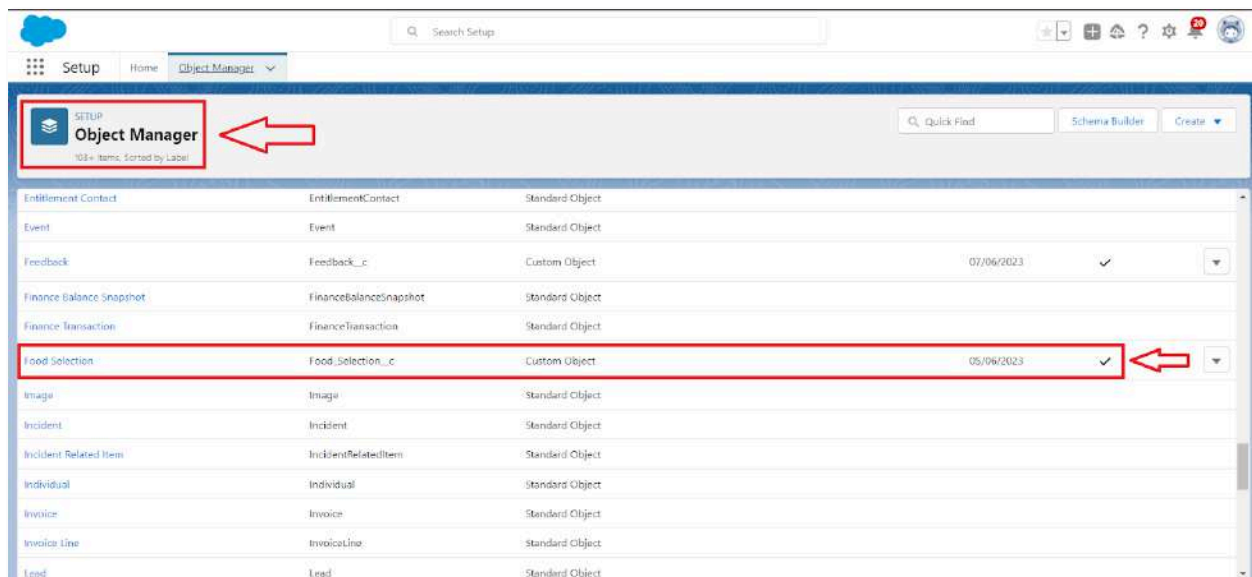 Search Setup
20
Setup Home Object Manager
SETUP
Object Manager
103+ Items, Sorted by Label
Quick Find Schema Builder Create
Entitlement Contact EntitlementContact Standard Object
Event Event Standard Object
Feedback Feedback__c Custom Object 07/06/2023
Finance Balance Snapshot FinanceBalanceSnapshot Standard Object
Finance Transaction FinanceTransaction Standard Object
Food Selection Food_Selection__c Custom Object 05/06/2023
Image Image Standard Object
Incident Incident Standard Object
Incident Related Item IncidentRelatedItem Standard Object
Individual Individual Standard Object
Invoice Invoice Standard Object
Invoice Line InvoiceLine Standard Object
Lead Lead Standard Object